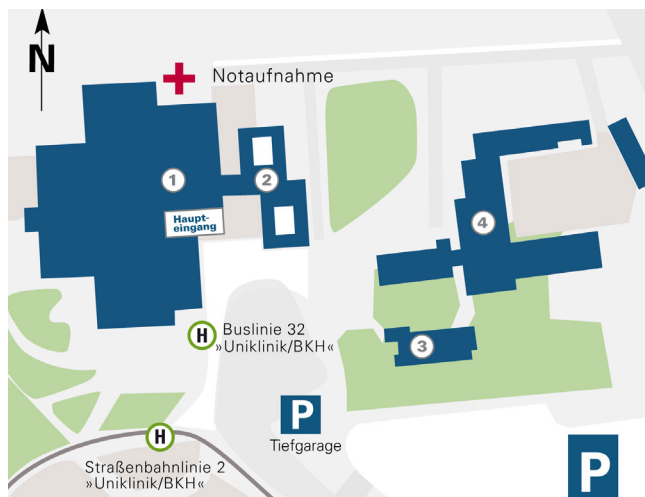 N
Notaufnahme
1
2
Haupt-
eingang
4
H
Buslinie 32
»Uniklinik/BKH«
3
P
Tiefgarage
H
Straßenbahnlinie 2
»Uniklinik/BKH«
P